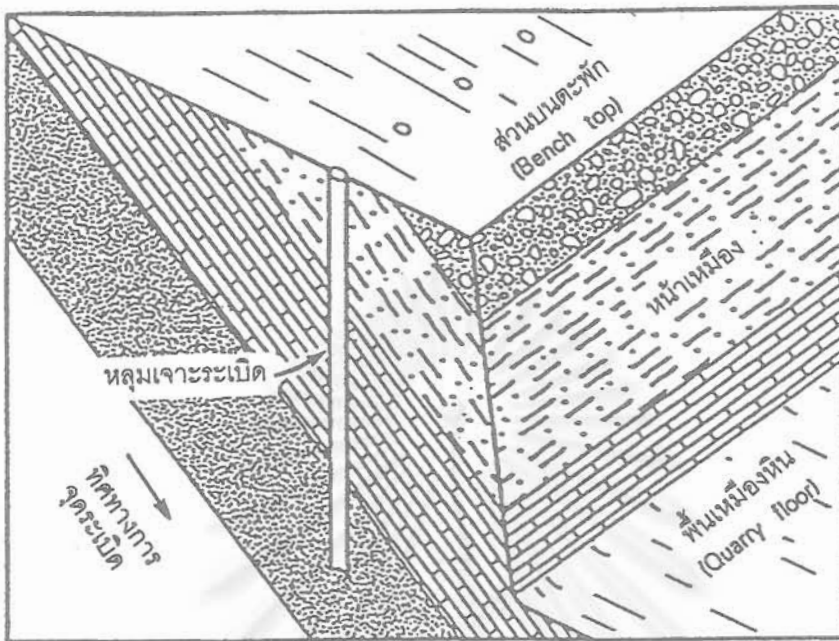 ส่วนบนตะพัก
(Bench top)
หน้าเหมือง
หลุมเจาะระเบิด
ทิศทางการ
จุดระเบิด
พื้นเหมืองหิน
(Quarry floor)